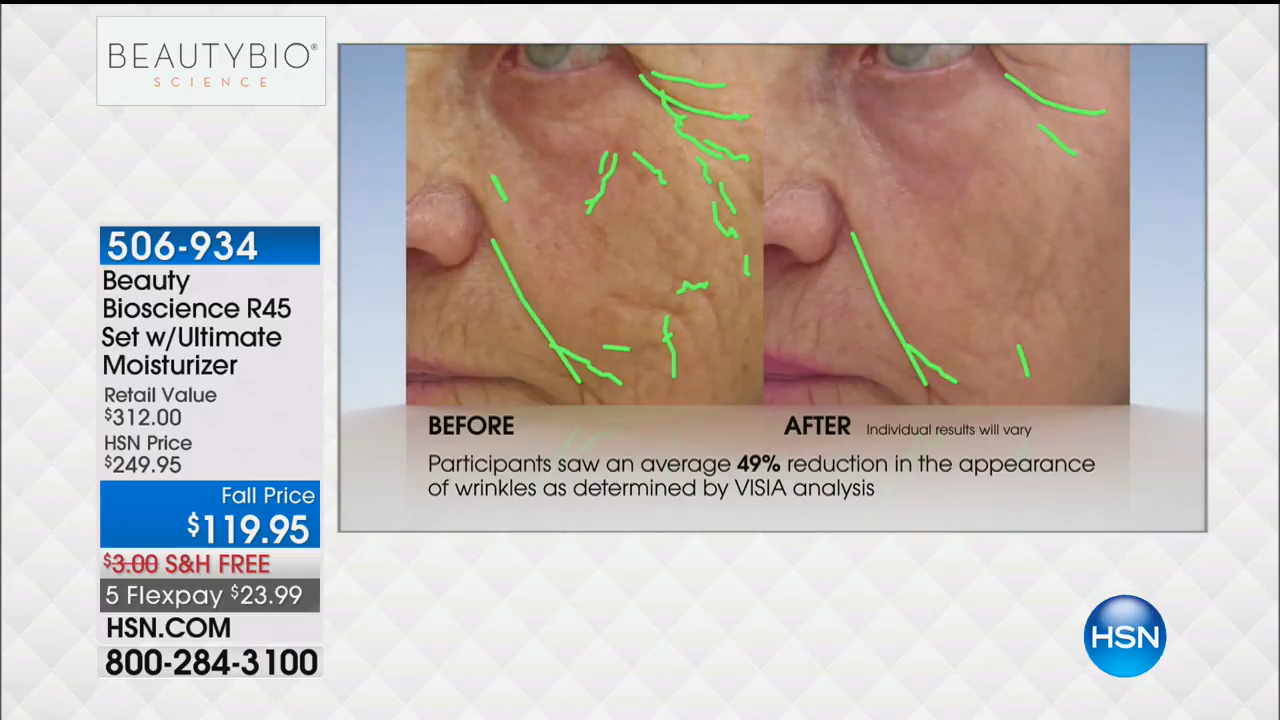 BEAUTYBIO®
SCIENCE
506-934
Beauty
Bioscience R45
Set w/Ultimate
Moisturizer
Retail Value
$312.00
HSN Price
$249.95
Fall Price
$119.95
$3.00 S&H FREE
5 Flexpay $23.99
HSN.COM
800-284-3100
BEFORE
AFTER Individual results will vary
Participants saw an average 49% reduction in the appearance
of wrinkles as determined by VISIA analysis
HSN